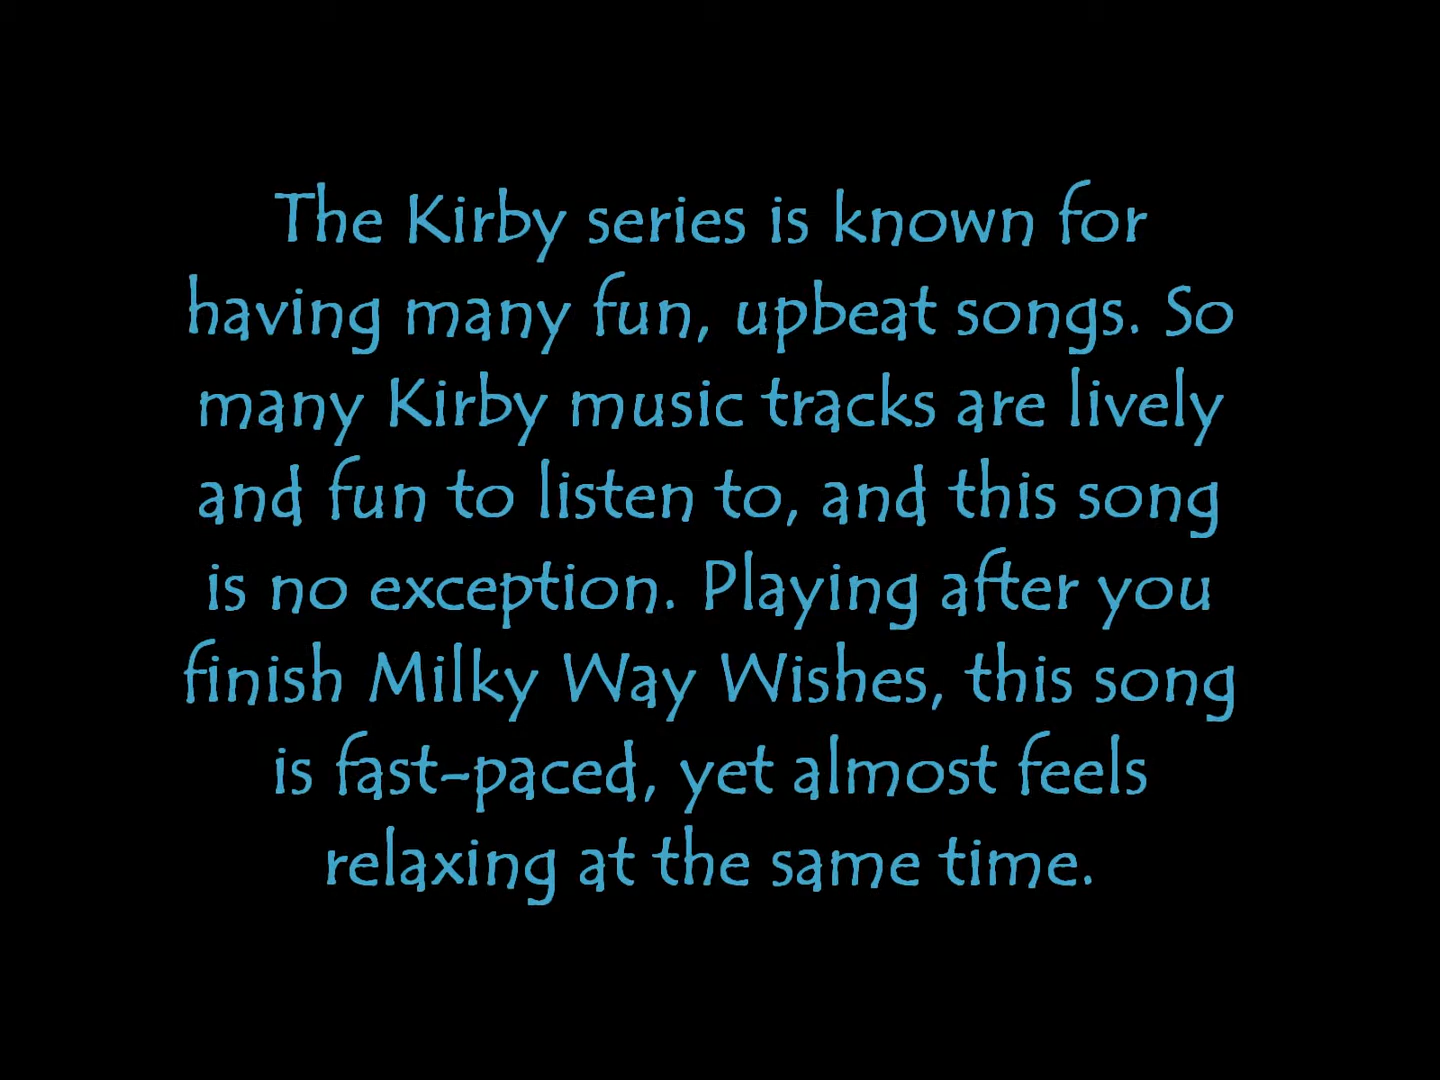 The Kirby series is known for
having many fun, upbeat songs. So
many Kirby music tracks are lively
and fun to listen to, and this song
is no exception. Playing after you
finish Milky Way Wishes, this song
is fast-paced, yet almost feels
relaxing at the same time.